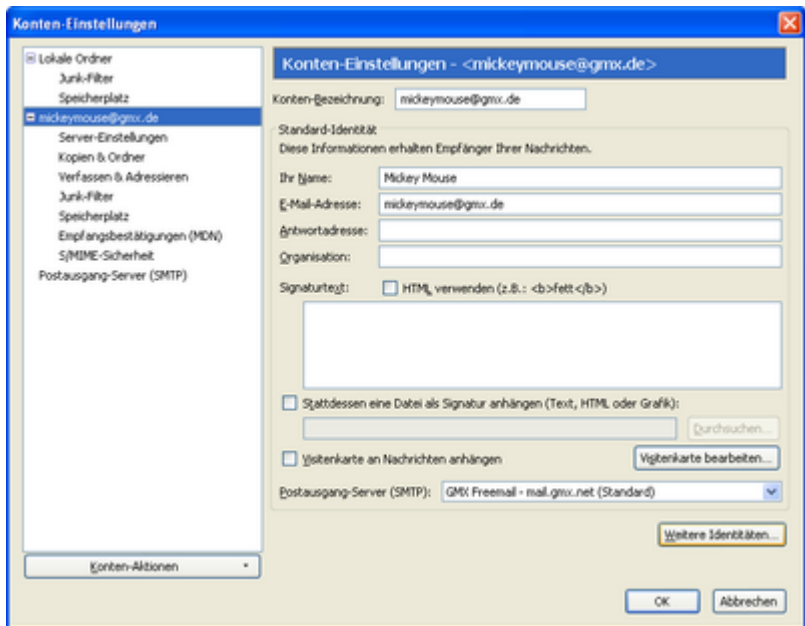 Konten-Einstellungen
Lokale Ordner
Junk-Filter
Speicherplatz
mickeymouse@gmx.de
Server-Einstellungen
Kopien & Ordner
Verfassen & Adressieren
Junk-Filter
Speicherplatz
Empfangsbestätigungen (MDN)
S/MIME-Sicherheit
Postausgang-Server (SMTP)
Konten-Aktionen
Konten-Einstellungen - <mickeymouse@gmx.de>
Konten-Bezeichnung: mickeymouse@gmx.de
Standard-Identität
Diese Informationen erhalten Empfänger Ihrer Nachrichten.
Ihr Name: Mickey Mouse
E-Mail-Adresse: mickeymouse@gmx.de
Antwortadresse:
Organisation:
Signaturtext: HTML verwenden (z.B.: <b>fett</b>)
Stattdessen eine Datei als Signatur anhängen (Text, HTML oder Grafik):
Durchsuchen...
Visitenkarte an Nachrichten anhängen Visitenkarte bearbeiten...
Postausgang-Server (SMTP): GMX Freemail - mail.gmx.net (Standard)
Weitere Identitäten...
OK Abbrechen